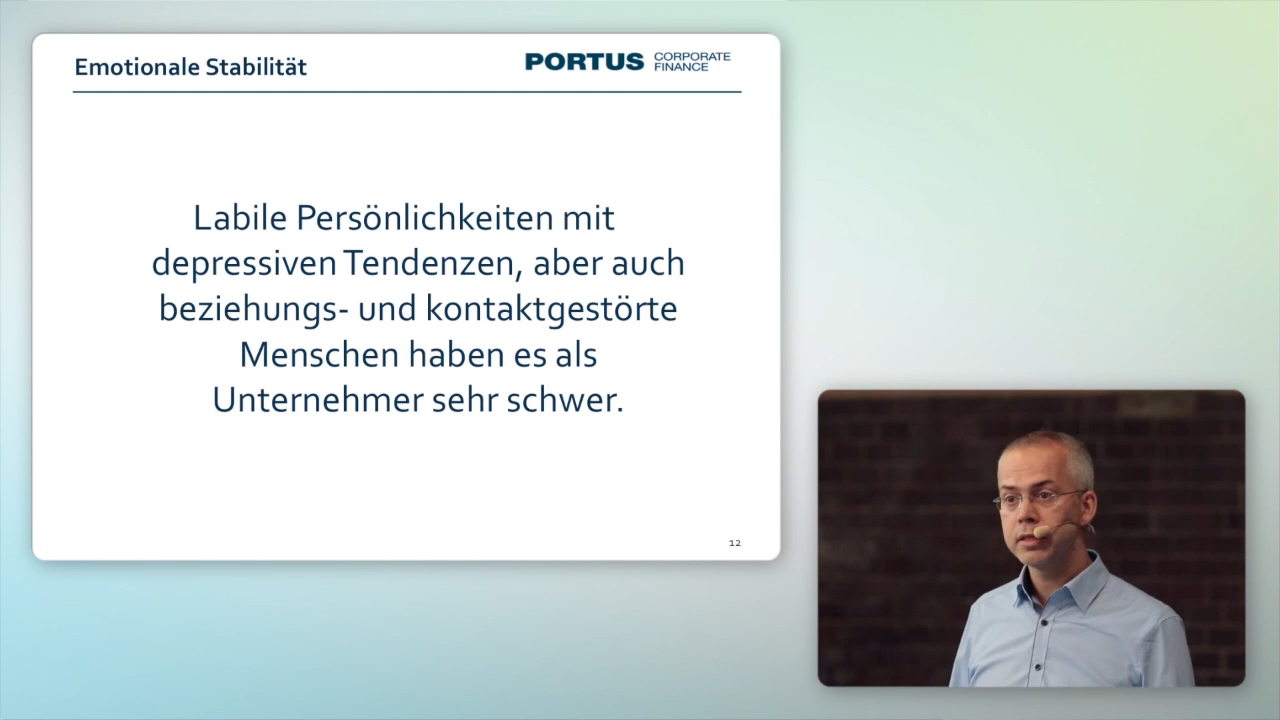 Emotionale Stabilität
PORTUS CORPORATE
FINANCE
Labile Persönlichkeiten mit
depressiven Tendenzen, aber auch
beziehungs- und kontaktgestörte
Menschen haben es als
Unternehmer sehr schwer.
12